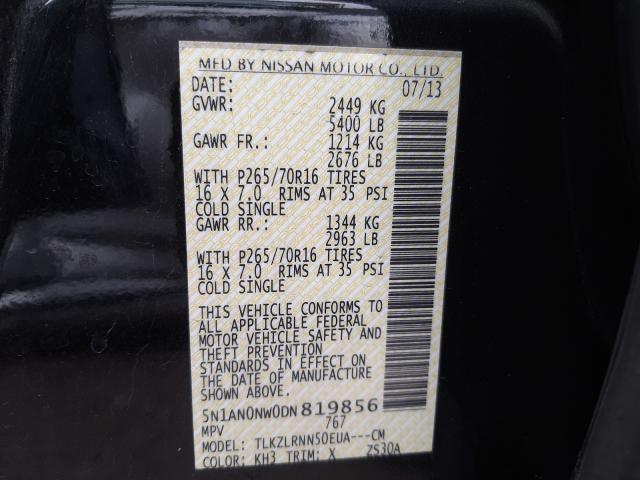 MFD BY NISSAN MOTOR CO., LTD.
DATE: 07/13
GVWR: 2449 KG
5400 LB
GAWR FR.: 1214 KG
2676 LB
WITH P265/70R16 TIRES
16 X 7.0 RIMS AT 35 PSI
COLD SINGLE
GAWR RR.: 1344 KG
2963 LB
WITH P265/70R16 TIRES
16 X 7.0 RIMS AT 35 PSI
COLD SINGLE
THIS VEHICLE CONFORMS TO
ALL APPLICABLE FEDERAL
MOTOR VEHICLE SAFETY AND
THEFT PREVENTION
STANDARDS IN EFFECT ON
THE DATE OF MANUFACTURE
SHOWN ABOVE.
5N1AN0NW0DN819856
MPV 767
MODEL: TLKZLRNN50EUA---CM
COLOR: KH3 TRIM: X ZS30A